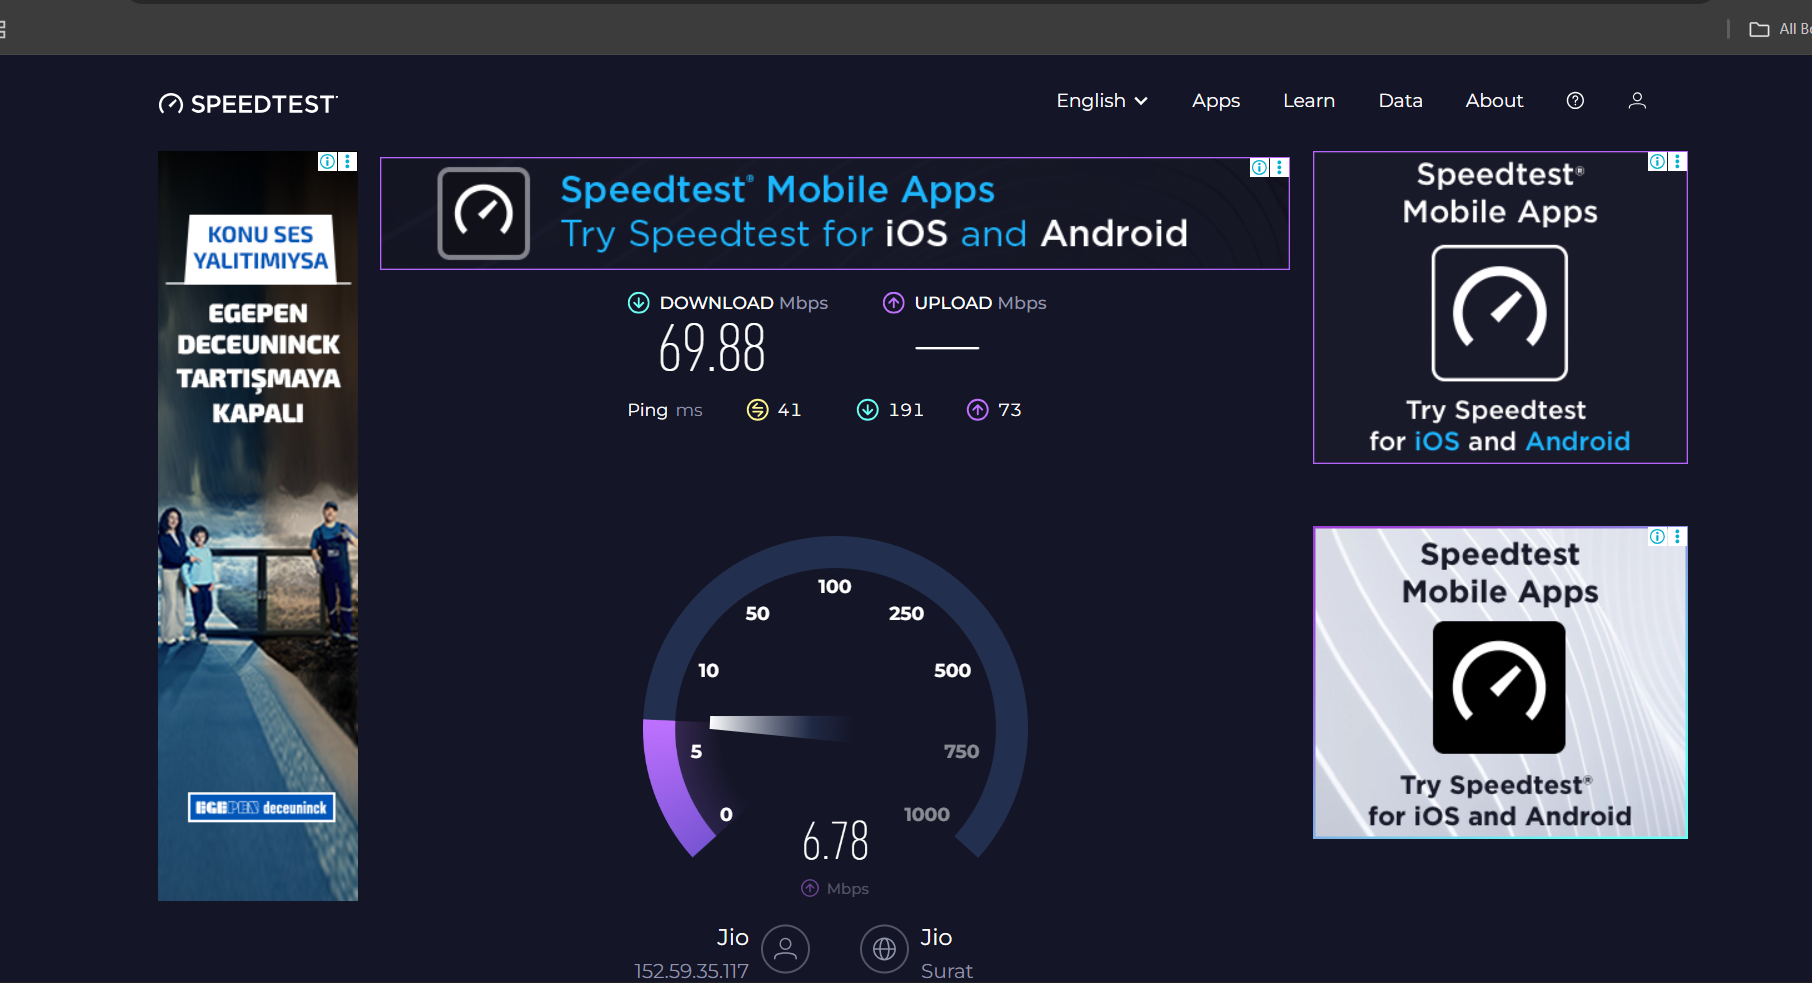 All
SPEEDTEST
English
Apps
Learn
Data
About
KONU SES
YALITIMIYSA
EGEPEN
DECEUNINCK
TARTIŞMAYA
KAPALI
EGEPEN deceuninck
Speedtest® Mobile Apps
Try Speedtest for iOS and Android
DOWNLOAD Mbps
69.88
UPLOAD Mbps
Ping ms
41
191
73
0
5
10
50
100
250
500
750
1000
6.78
Mbps
Jio
152.59.35.117
Jio
Surat
Speedtest®
Mobile Apps
Try Speedtest
for iOS and Android
Speedtest
Mobile Apps
Try Speedtest®
for iOS and Android